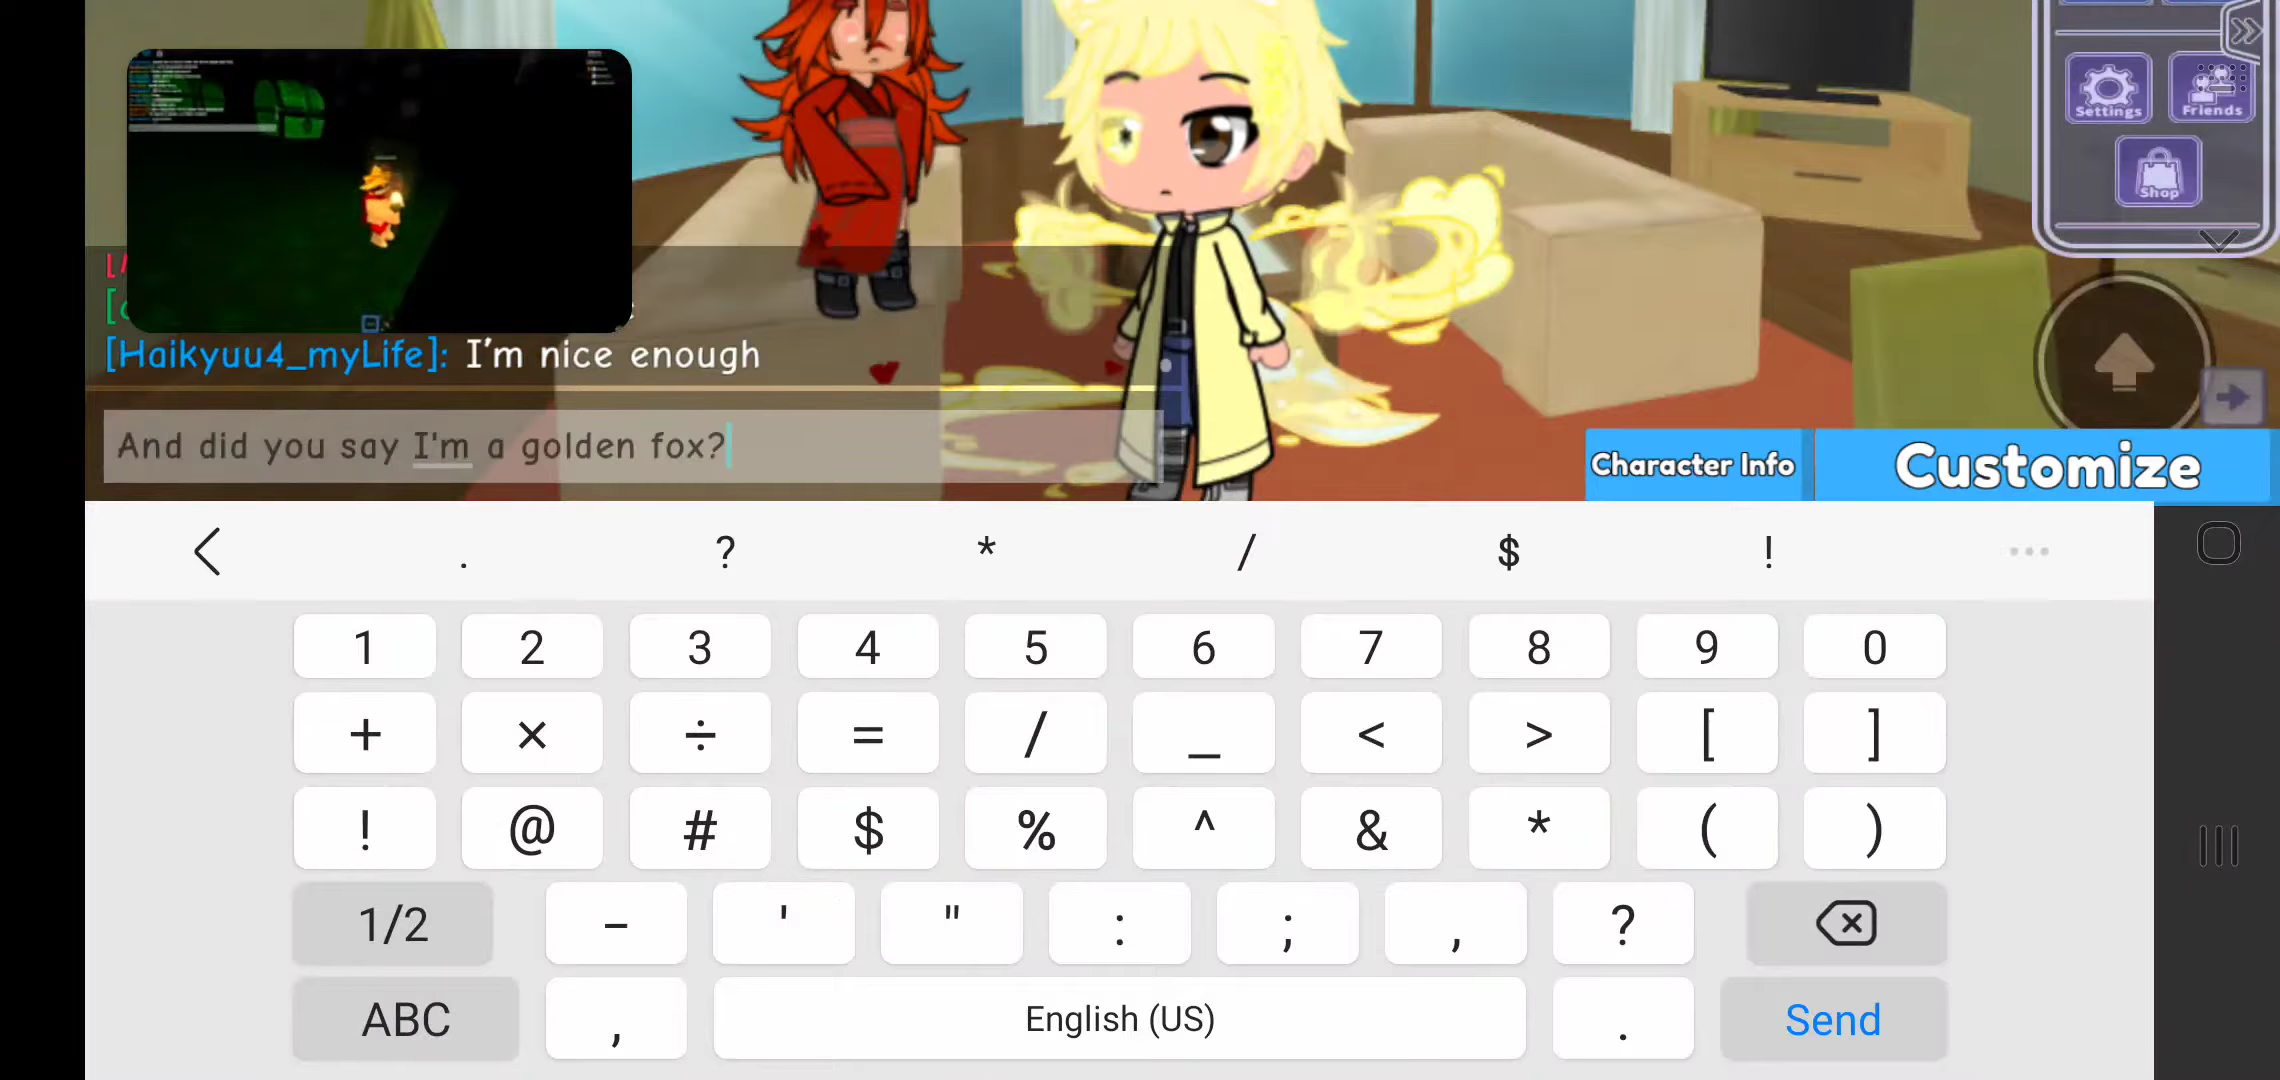 Settings
Friends
Shop
[Haikyuu4_myLife]: I'm nice enough
And did you say I'm a golden fox?
Character Info
Customize
. ? * / $ ! ...
1 2 3 4 5 6 7 8 9 0
+ × ÷ = / _ < > [ ]
! @ # $ % ^ & * ( )
1/2 - ' " : ; , ?
ABC , English (US) . Send